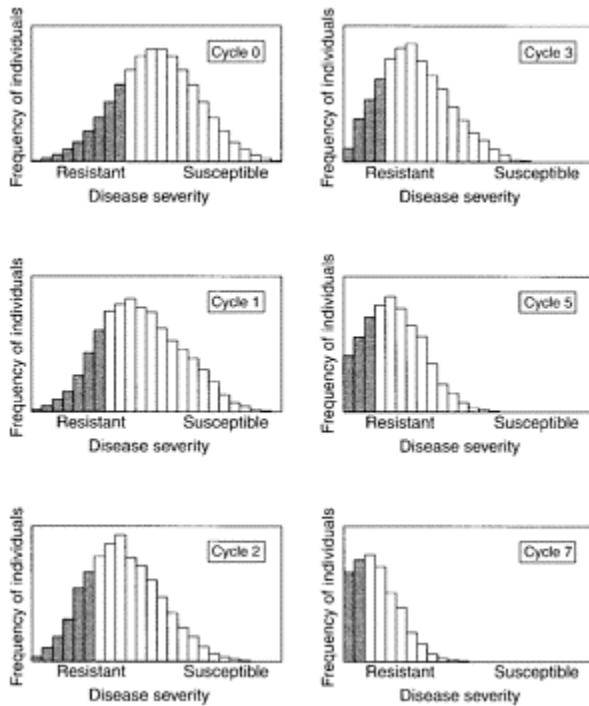 Frequency of individuals
Cycle 0
Resistant Susceptible
Disease severity
Frequency of individuals
Cycle 3
Resistant Susceptible
Disease severity
Frequency of individuals
Cycle 1
Resistant Susceptible
Disease severity
Frequency of individuals
Cycle 5
Resistant Susceptible
Disease severity
Frequency of individuals
Cycle 2
Resistant Susceptible
Disease severity
Frequency of individuals
Cycle 7
Resistant Susceptible
Disease severity